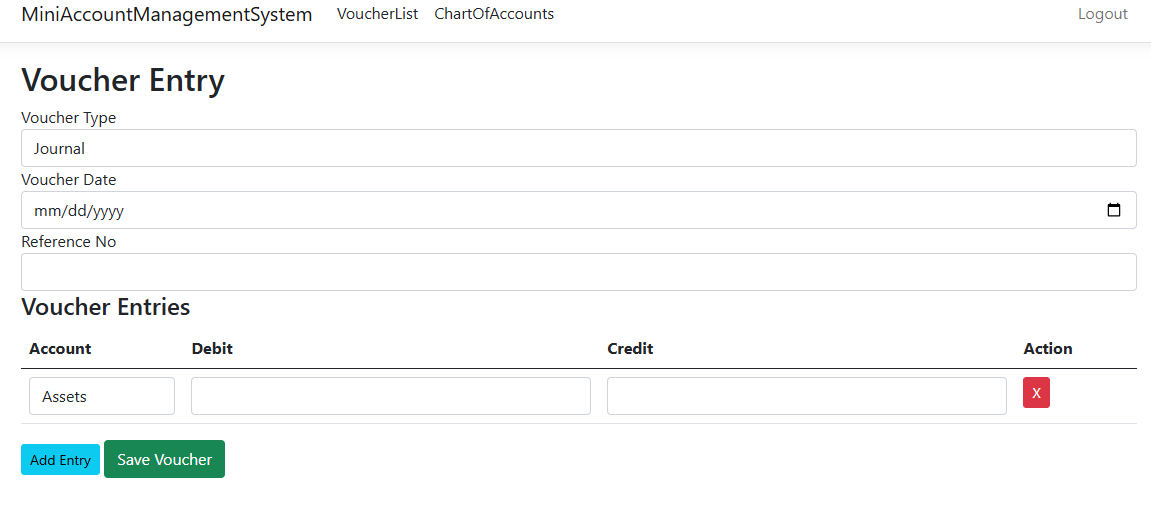 MiniAccountManagementSystem VoucherList ChartOfAccounts Logout
Voucher Entry
Voucher Type
Journal
Voucher Date
mm/dd/yyyy
Reference No
Voucher Entries
Account Debit Credit Action
Assets X
Add Entry Save Voucher